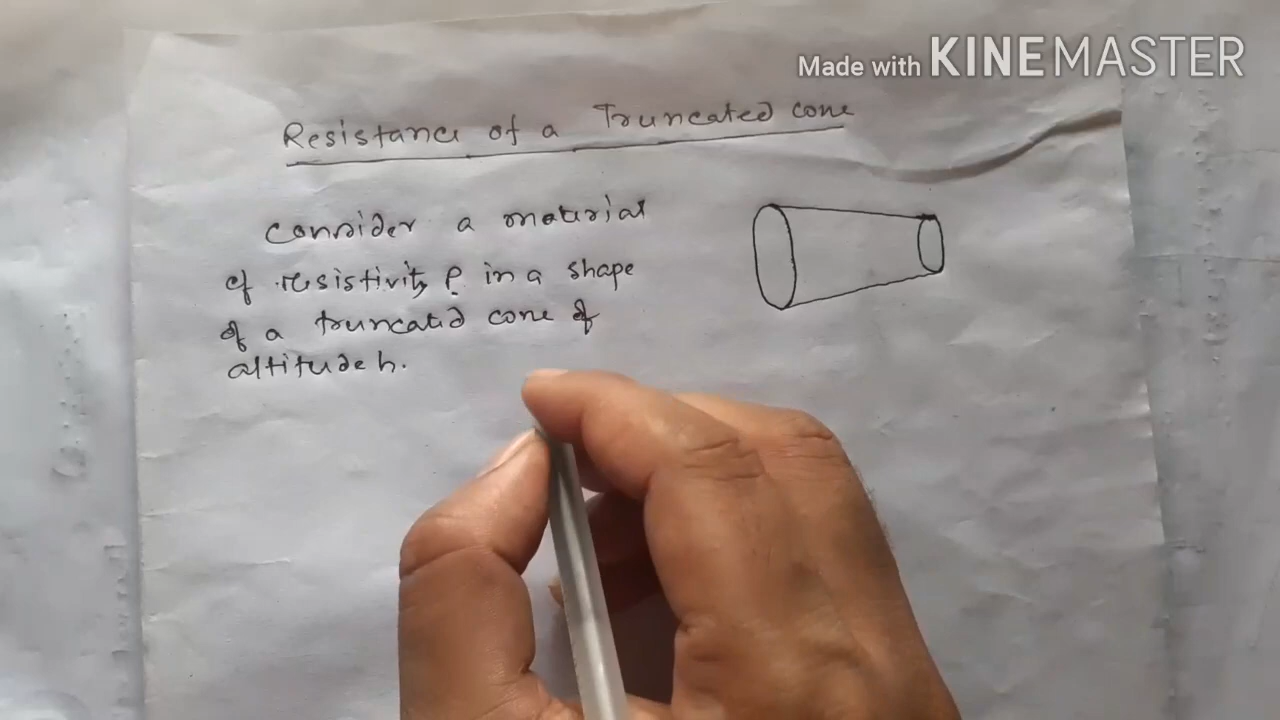 Made with KINEMASTER
Resistance of a Truncated cone
Consider a material
of resistivity ρ in a shape
of a truncated cone of
altitude h.